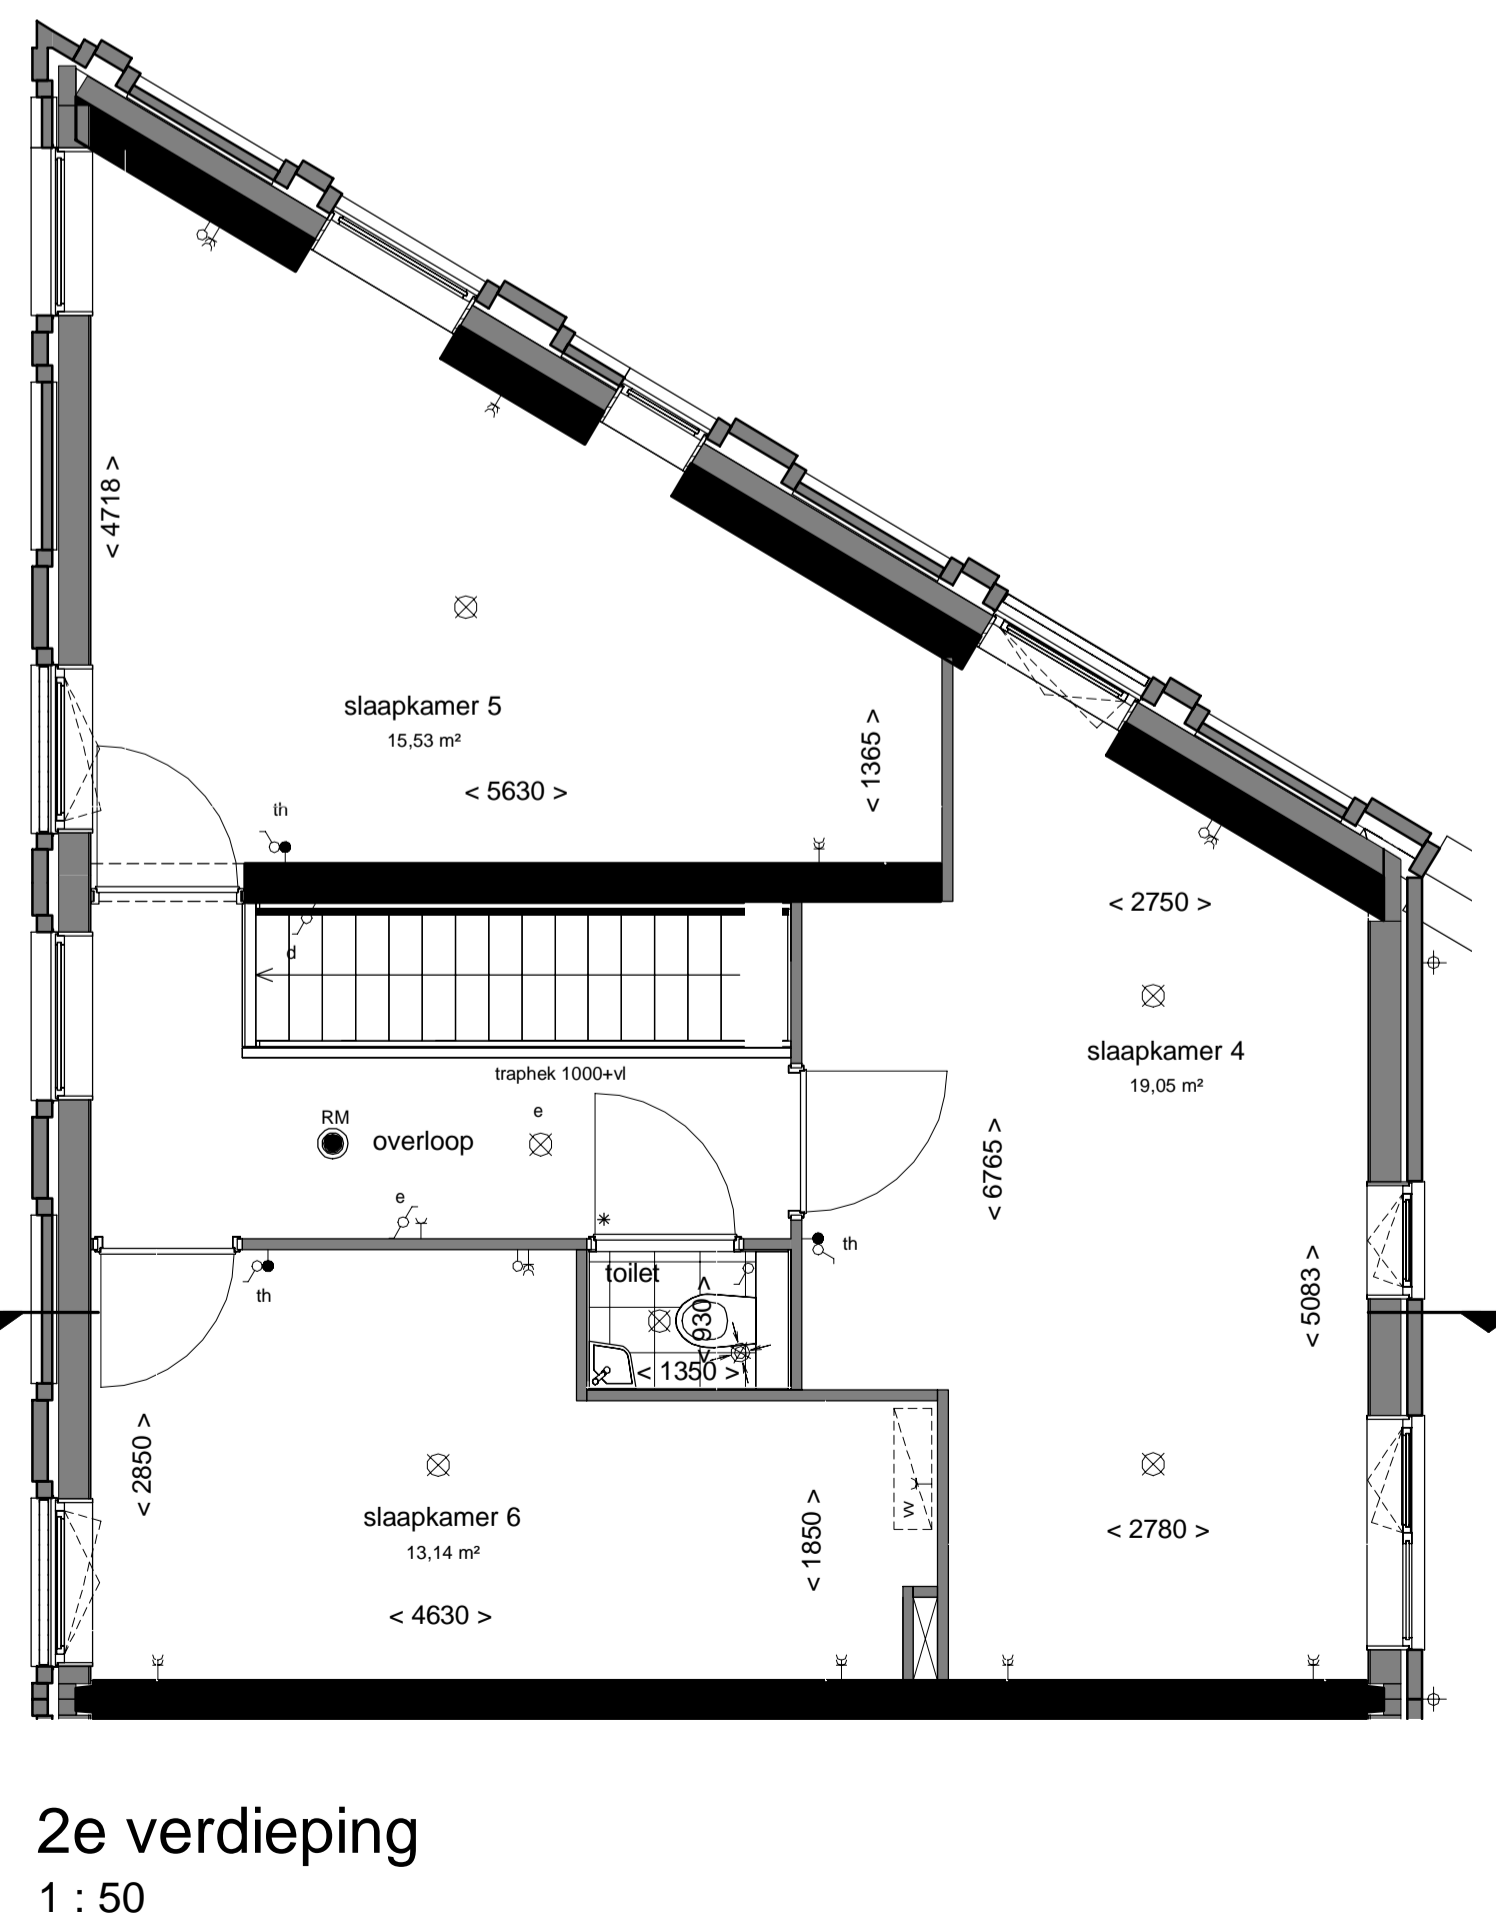 < 4718 >
slaapkamer 5
15,53 m²
< 5630 >
< 1365 >
th
d
traphek 1000+vl
RM
overloop
e
e
< 2750 >
slaapkamer 4
19,05 m²
< 6765 >
th
< 5083 >
th
toilet
< 930 >
< 1350 >
< 2850 >
slaapkamer 6
13,14 m²
< 1850 >
< 4630 >
< 2780 >
2e verdieping
1 : 50